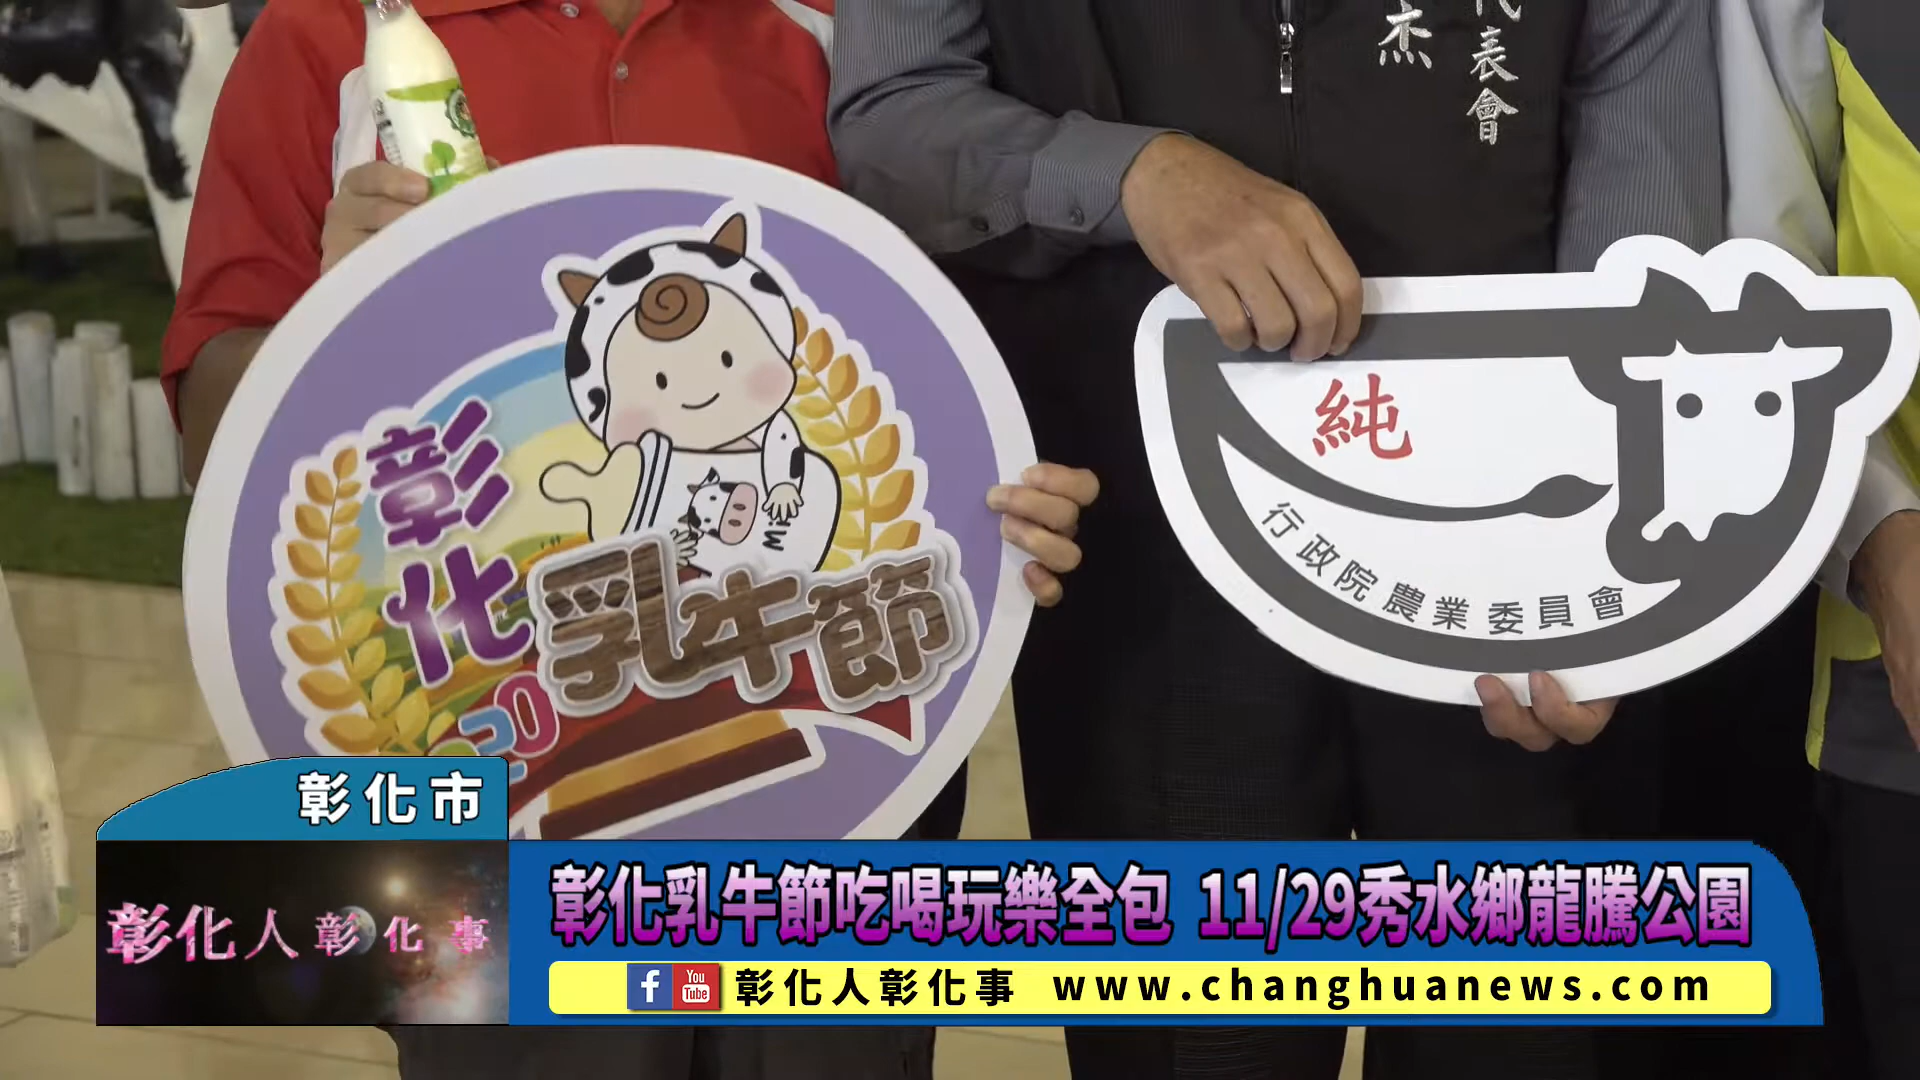 代表會
杰
彰化
乳牛節
純
行政院農業委員會
彰化市
彰化人彰化事
彰化乳牛節吃喝玩樂全包 11/29秀水鄉龍騰公園
f You Tube 彰化人彰化事 www.changhuanews.com